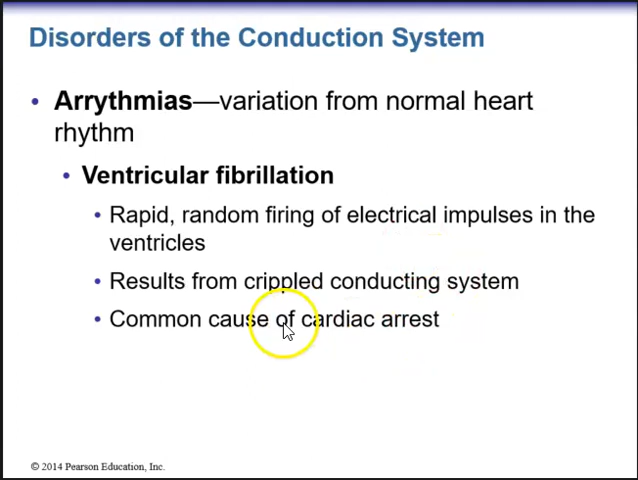 Disorders of the Conduction System
• Arrythmias—variation from normal heart
rhythm
• Ventricular fibrillation
• Rapid, random firing of electrical impulses in the
ventricles
• Results from crippled conducting system
• Common cause of cardiac arrest
© 2014 Pearson Education, Inc.